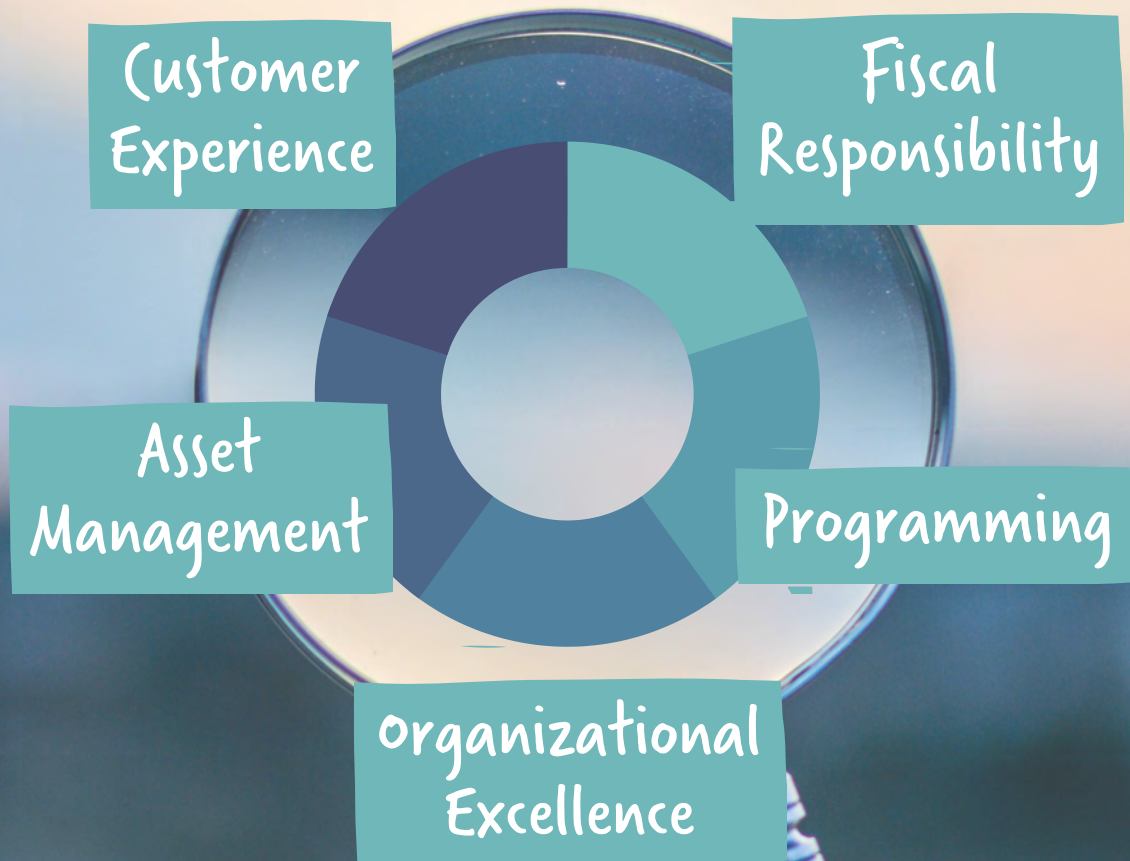 Customer
Experience
Fiscal
Responsibility
Asset
Management
Programming
Organizational
Excellence